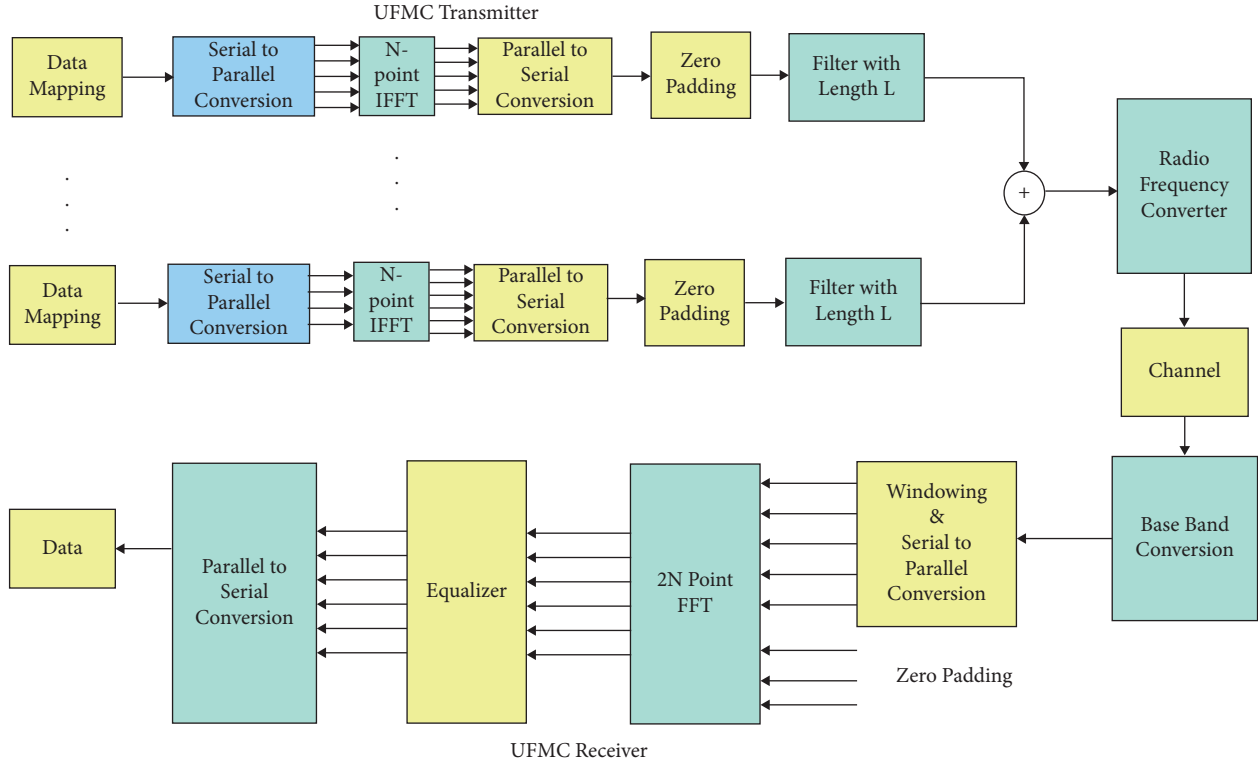 UFMC Transmitter
Data
Mapping
Serial to
Parallel
Conversion
N-
point
IFFT
Parallel to
Serial
Conversion
Zero
Padding
Filter with
Length L
Radio
Frequency
Converter
+
Data
Mapping
Serial to
Parallel
Conversion
N-
point
IFFT
Parallel to
Serial
Conversion
Zero
Padding
Filter with
Length L
Channel
Data
Parallel to
Serial
Conversion
Equalizer
2N Point
FFT
Windowing
&
Serial to
Parallel
Conversion
Base Band
Conversion
Zero Padding
UFMC Receiver